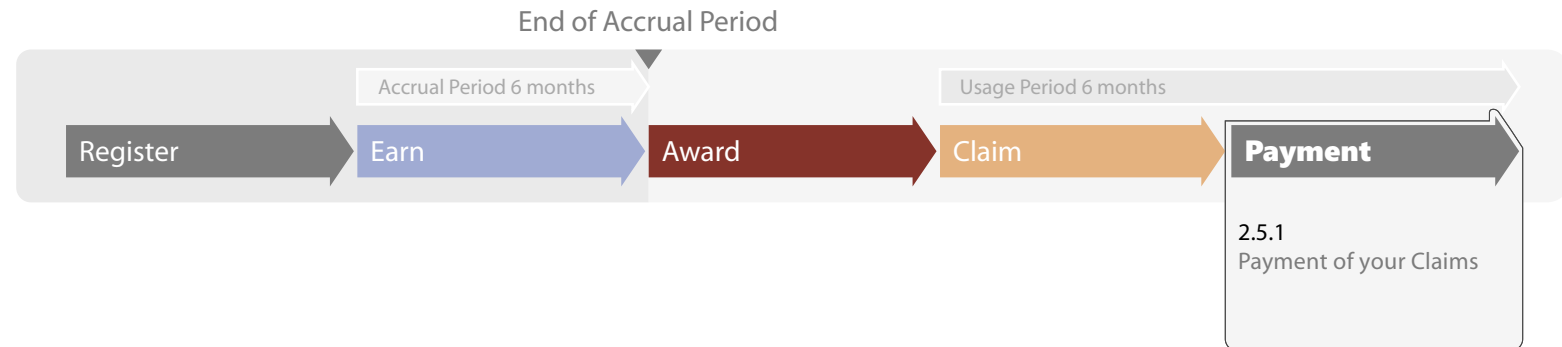 End of Accrual Period
Accrual Period 6 months
Usage Period 6 months
Register
Earn
Award
Claim
Payment
2.5.1
Payment of your Claims